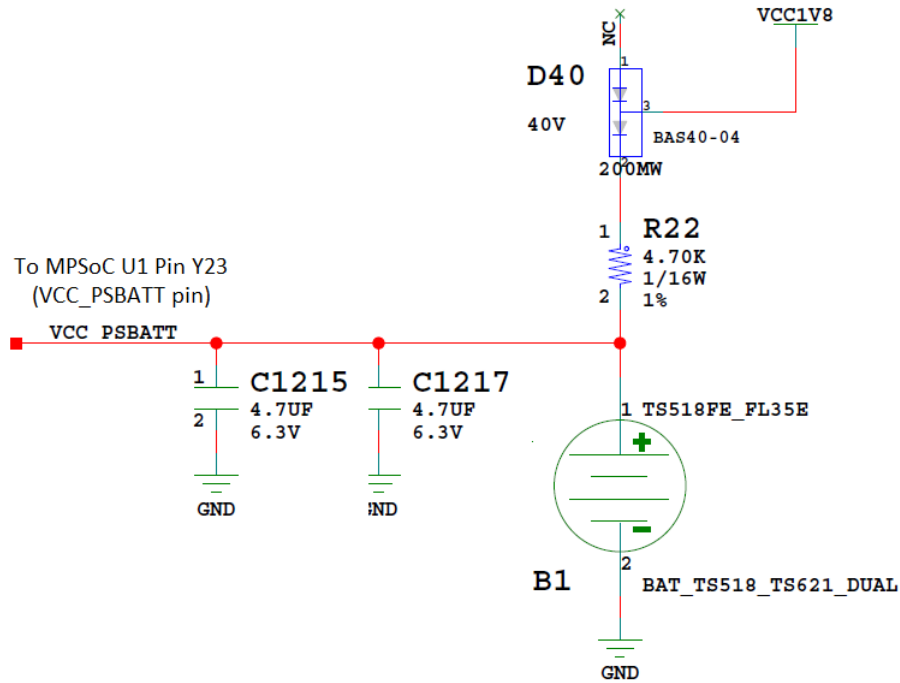 NC
VCC1V8
1
D40
3
40V
BAS40-04
2
200MW
1
R22
4.70K
1/16W
2
1%
To MPSoC U1 Pin Y23
(VCC_PSBATT pin)
VCC_PSBATT
1
C1215
4.7UF
2
6.3V
GND
C1217
4.7UF
6.3V
GND
1
TS518FE_FL35E
+
-
2
B1
BAT_TS518_TS621_DUAL
GND